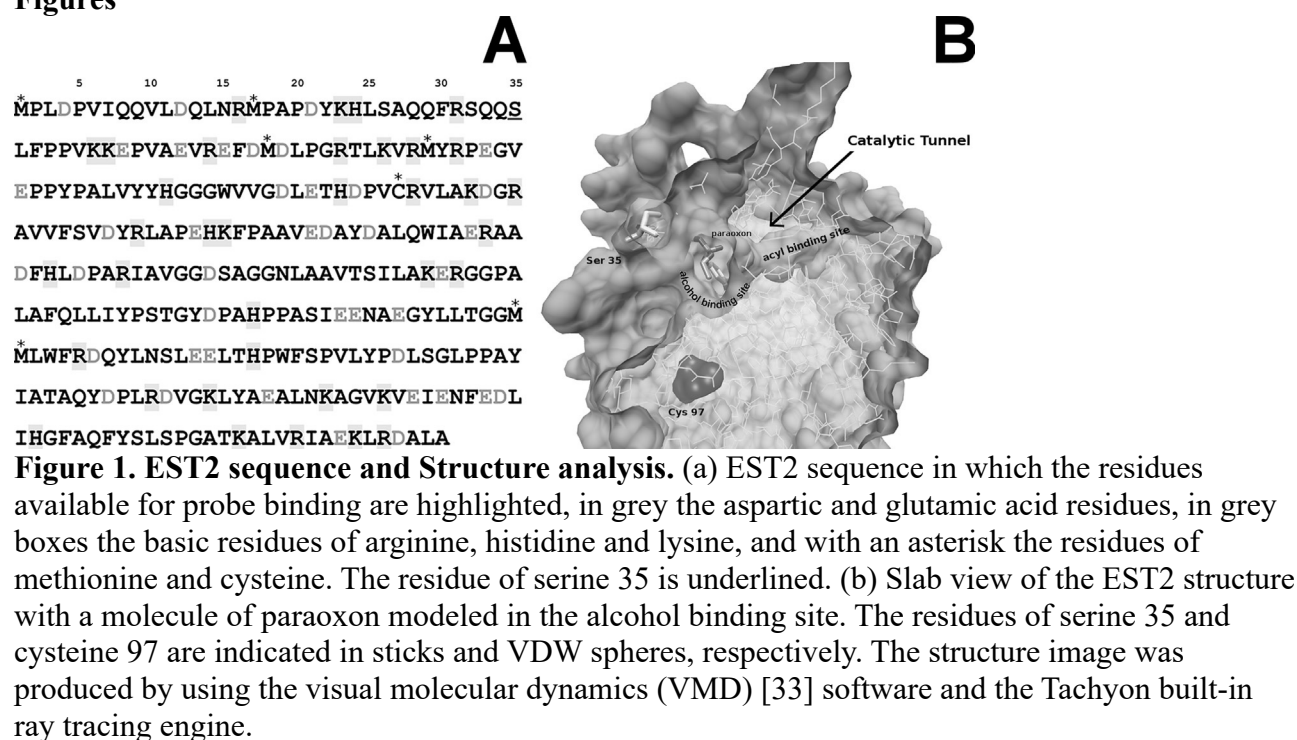 Figures
A
B
5 10 15 20 25 30 35
* *
MPLDPVIQQVLDQLNRMPAPDYKHLSAQQFRSQQS
* *
LFPPVKKEPVAEVREFDMDLPGRTLKVRMYRPEGV
*
EPPYPALVYYHGGGWVVGDLETHDPVCRVLAKDGR
AVVFSVDYRLAPEHKFPAAVEDAYDALQWIAERAA
DFHLDPARIAVGGDSAGGNLAAVTSILAKERGGPA
*
LAFQLLIYPSTGYDPAHPPASIEENAEGYLLTGGM
*
MLWFRDQYLNSLEELTHPWFSPVLYPDLSGLPPAY
IATAQYDPLRDVGKLYAEALNKAGVKVEIENFEDL
IHGFAQFYSLSPGATKALVRIAEKLRDALA
Catalytic Tunnel
paraoxon
acyl binding site
Ser 35
alcohol binding site
Cys 97
Figure 1. EST2 sequence and Structure analysis. (a) EST2 sequence in which the residues
available for probe binding are highlighted, in grey the aspartic and glutamic acid residues, in grey
boxes the basic residues of arginine, histidine and lysine, and with an asterisk the residues of
methionine and cysteine. The residue of serine 35 is underlined. (b) Slab view of the EST2 structure
with a molecule of paraoxon modeled in the alcohol binding site. The residues of serine 35 and
cysteine 97 are indicated in sticks and VDW spheres, respectively. The structure image was
produced by using the visual molecular dynamics (VMD) [33] software and the Tachyon built-in
ray tracing engine.